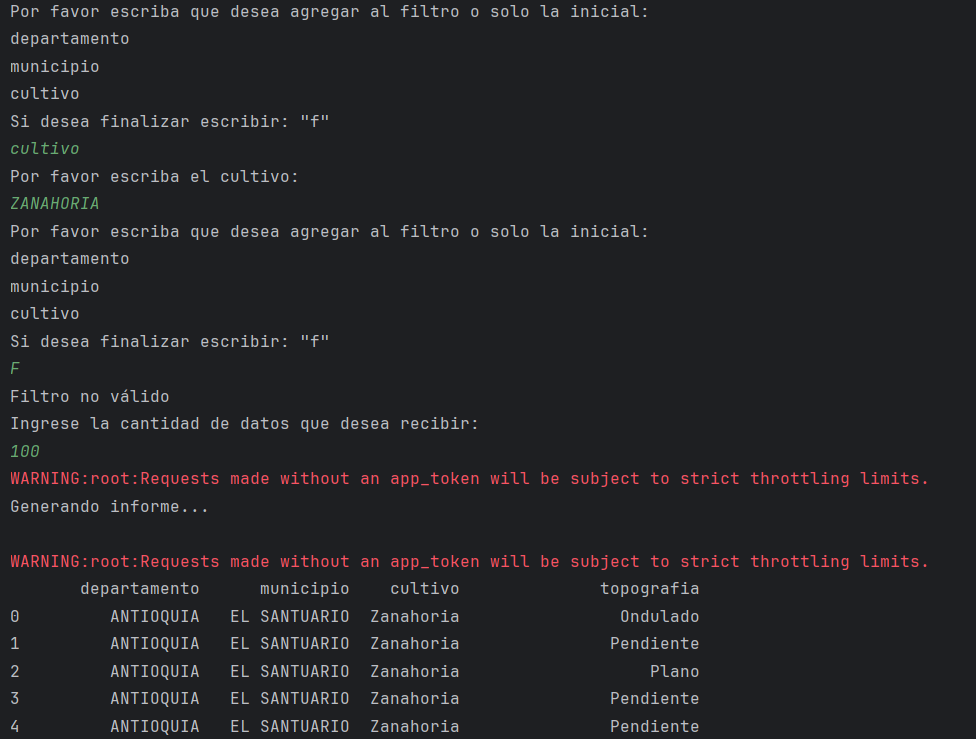 Por favor escriba que desea agregar al filtro o solo la inicial:
departamento
municipio
cultivo
Si desea finalizar escribir: "f"
cultivo
Por favor escriba el cultivo:
ZANAHORIA
Por favor escriba que desea agregar al filtro o solo la inicial:
departamento
municipio
cultivo
Si desea finalizar escribir: "f"
F
Filtro no válido
Ingrese la cantidad de datos que desea recibir:
100
WARNING:root:Requests made without an app_token will be subject to strict throttling limits.
Generando informe...
WARNING:root:Requests made without an app_token will be subject to strict throttling limits.
departamento municipio cultivo topografia
0 ANTIOQUIA EL SANTUARIO Zanahoria Ondulado
1 ANTIOQUIA EL SANTUARIO Zanahoria Pendiente
2 ANTIOQUIA EL SANTUARIO Zanahoria Plano
3 ANTIOQUIA EL SANTUARIO Zanahoria Pendiente
4 ANTIOQUIA EL SANTUARIO Zanahoria Pendiente